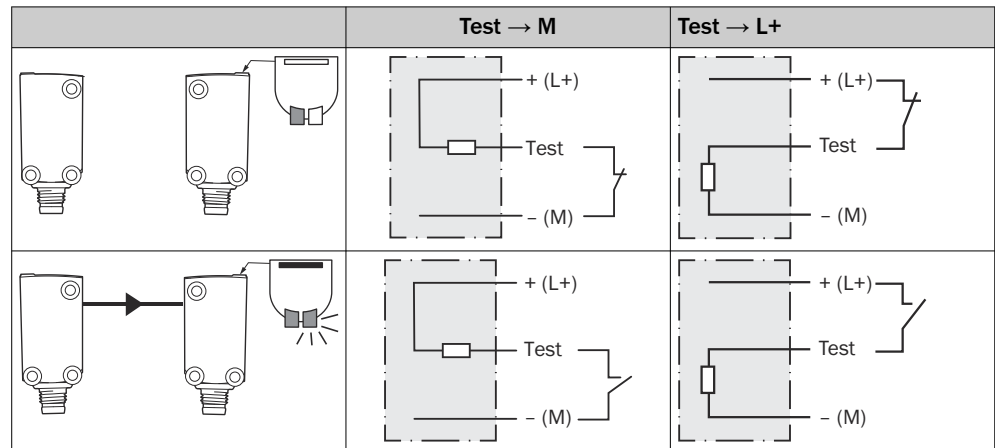 Test → M
Test → L+
+ (L+)
Test
– (M)
+ (L+)
Test
– (M)
+ (L+)
Test
– (M)
+ (L+)
Test
– (M)